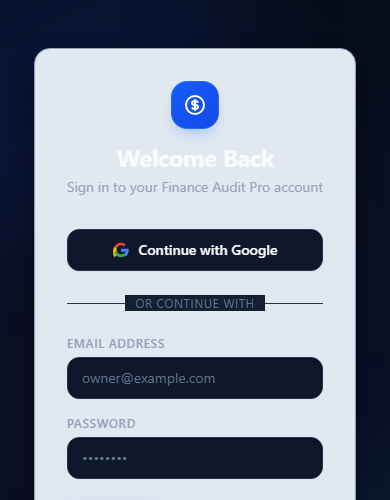 Welcome Back
Sign in to your Finance Audit Pro account
Continue with Google
OR CONTINUE WITH
EMAIL ADDRESS
owner@example.com
PASSWORD
••••••••